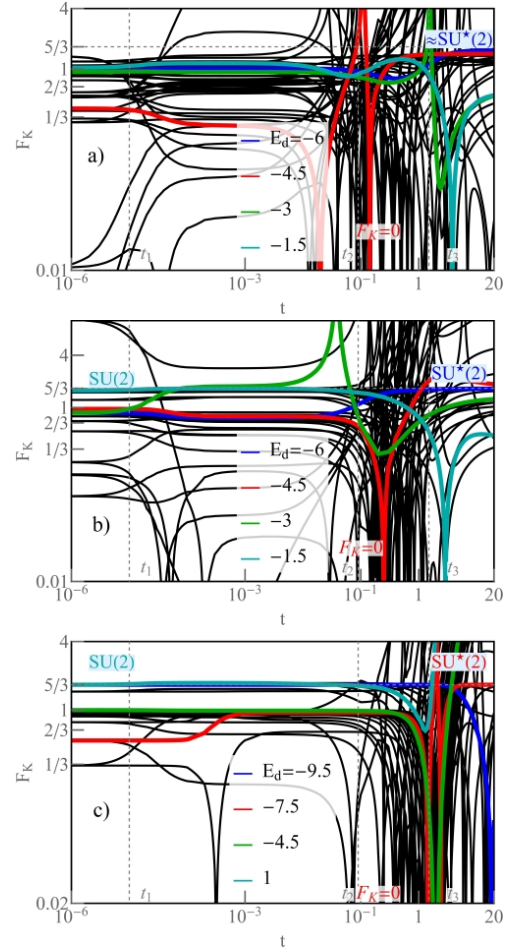 4
5/3
≈SU*(2)
1
2/3
1/3
F_K
a)
E_d=−6
−4.5
−3
−1.5
F_K=0
t_1
t_2
t_3
0.01
10^−6
10^−3
10^−1
1
20
t
4
SU(2)
SU*(2)
5/3
1
2/3
1/3
F_K
E_d=−6
−4.5
−3
−1.5
b)
F_K=0
t_1
t_2
t_3
0.01
10^−6
10^−3
10^−1
1
20
t
4
SU(2)
SU*(2)
5/3
1
2/3
1/3
F_K
E_d=−9.5
−7.5
−4.5
1
c)
t_1
t_2
F_K=0
t_3
0.02
10^−6
10^−3
10^−1
1
20
t